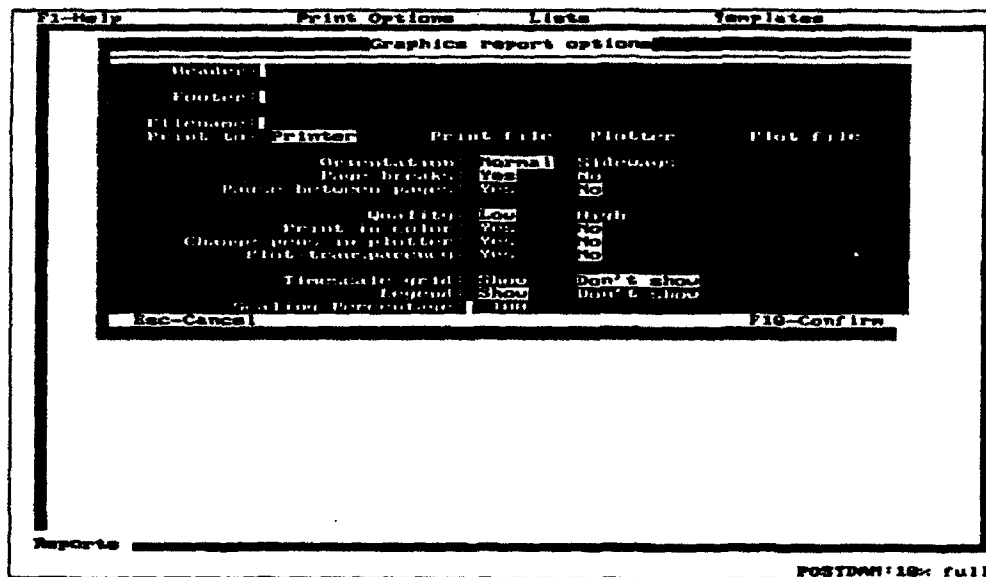 F1-Help Print Options Lists Templates
Graphics report options
Header:
Footer:
Filename:
Print to: Printer Print file Plotter Plot file
Orientation: Normal Sideways
Page breaks: Yes No
Pause between pages: Yes No
Quality: Low High
Print in color: Yes No
Change pens in plotter: Yes No
Plot transparency: Yes No
Timescale grid: Show Don't show
Legend: Show Don't show
Scaling Percentage: 100
Esc-Cancel F10-Confirm
Reports
POSTDAM:18% full